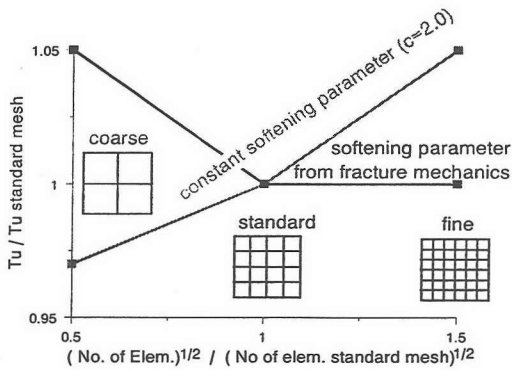 1.05
constant softening parameter (c=2.0)
coarse
softening parameter
from fracture mechanics
Tu / Tu standard mesh
1
standard
fine
0.95
0.5
1
1.5
( No. of Elem.)1/2 / ( No of elem. standard mesh)1/2